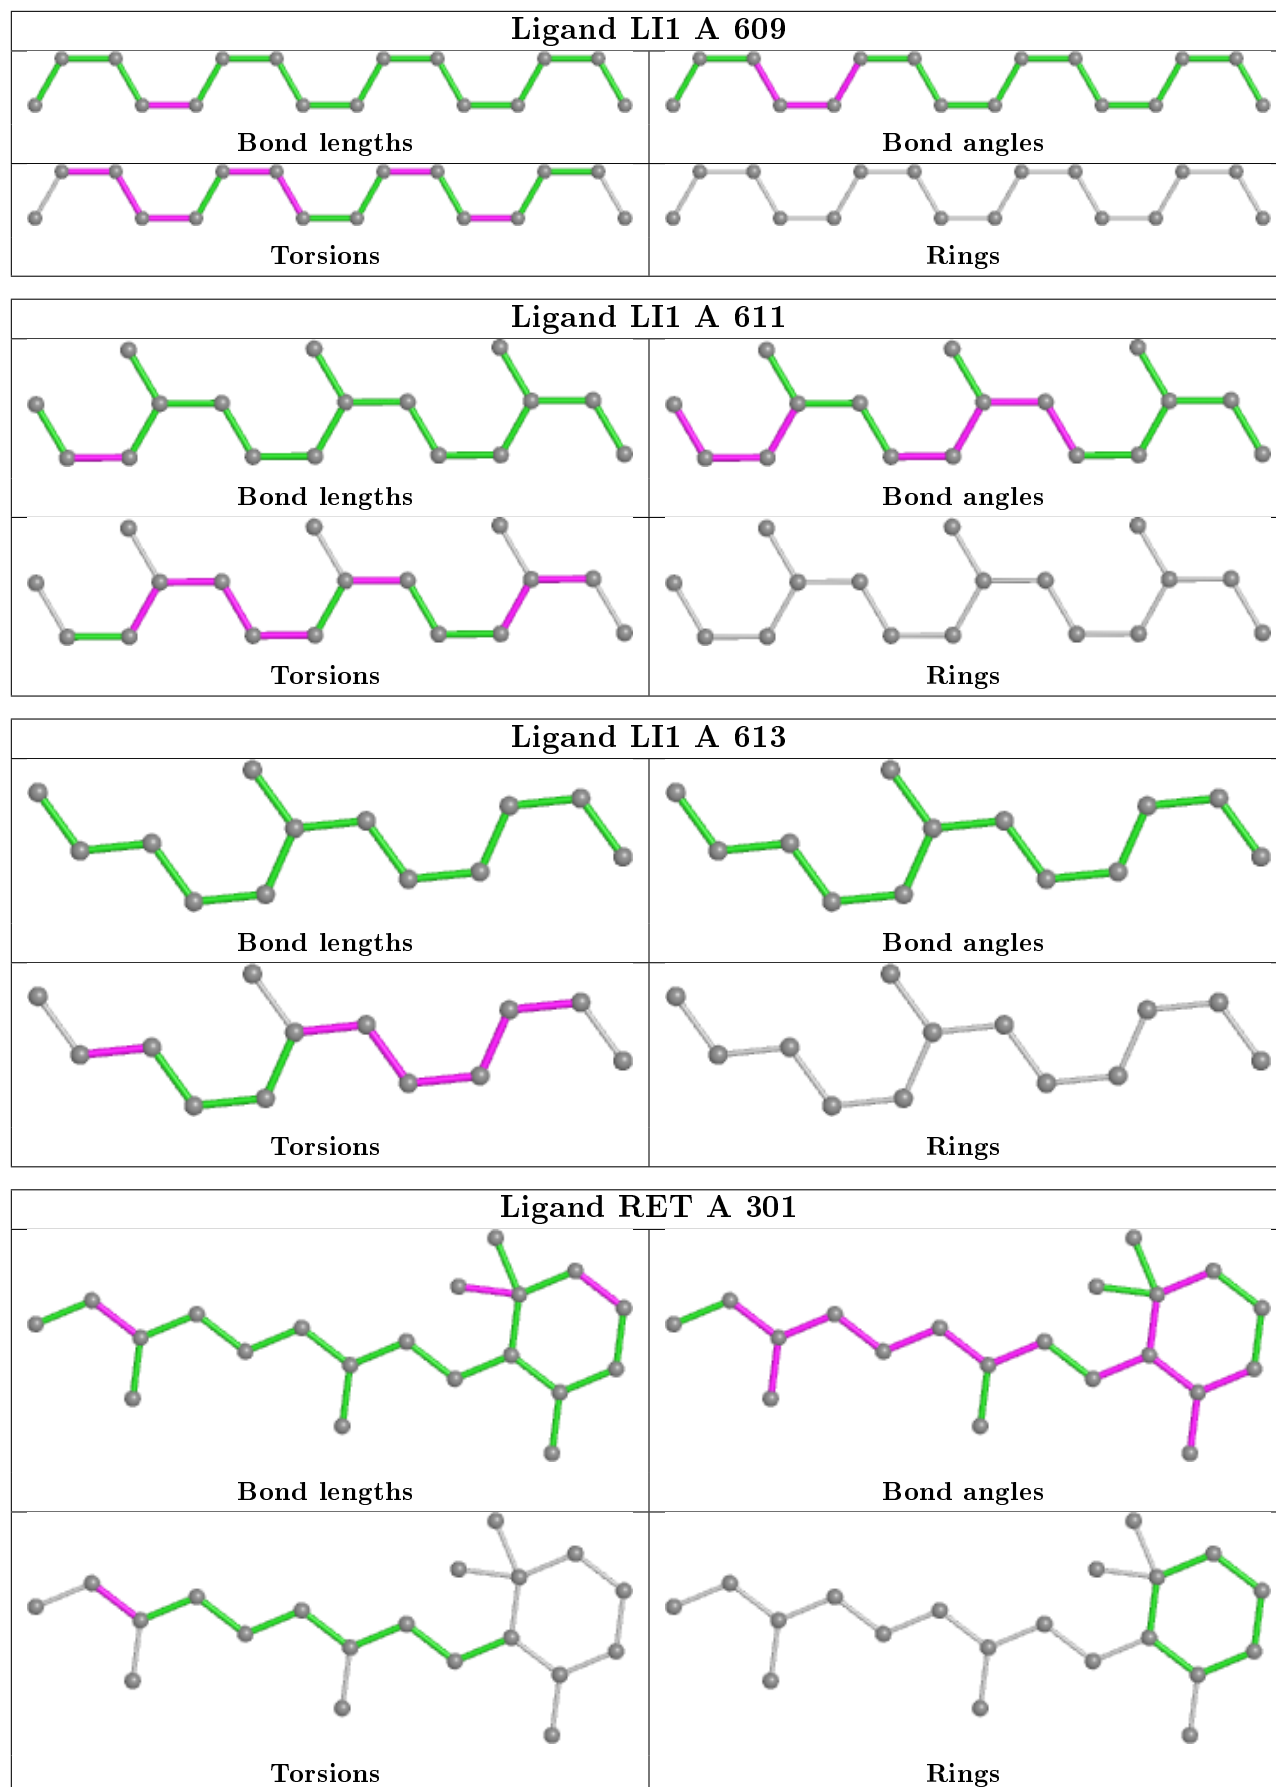 Ligand LI1 A 609
Bond lengths
Bond angles
Torsions
Rings
Ligand LI1 A 611
Bond lengths
Bond angles
Torsions
Rings
Ligand LI1 A 613
Bond lengths
Bond angles
Torsions
Rings
Ligand RET A 301
Bond lengths
Bond angles
Torsions
Rings